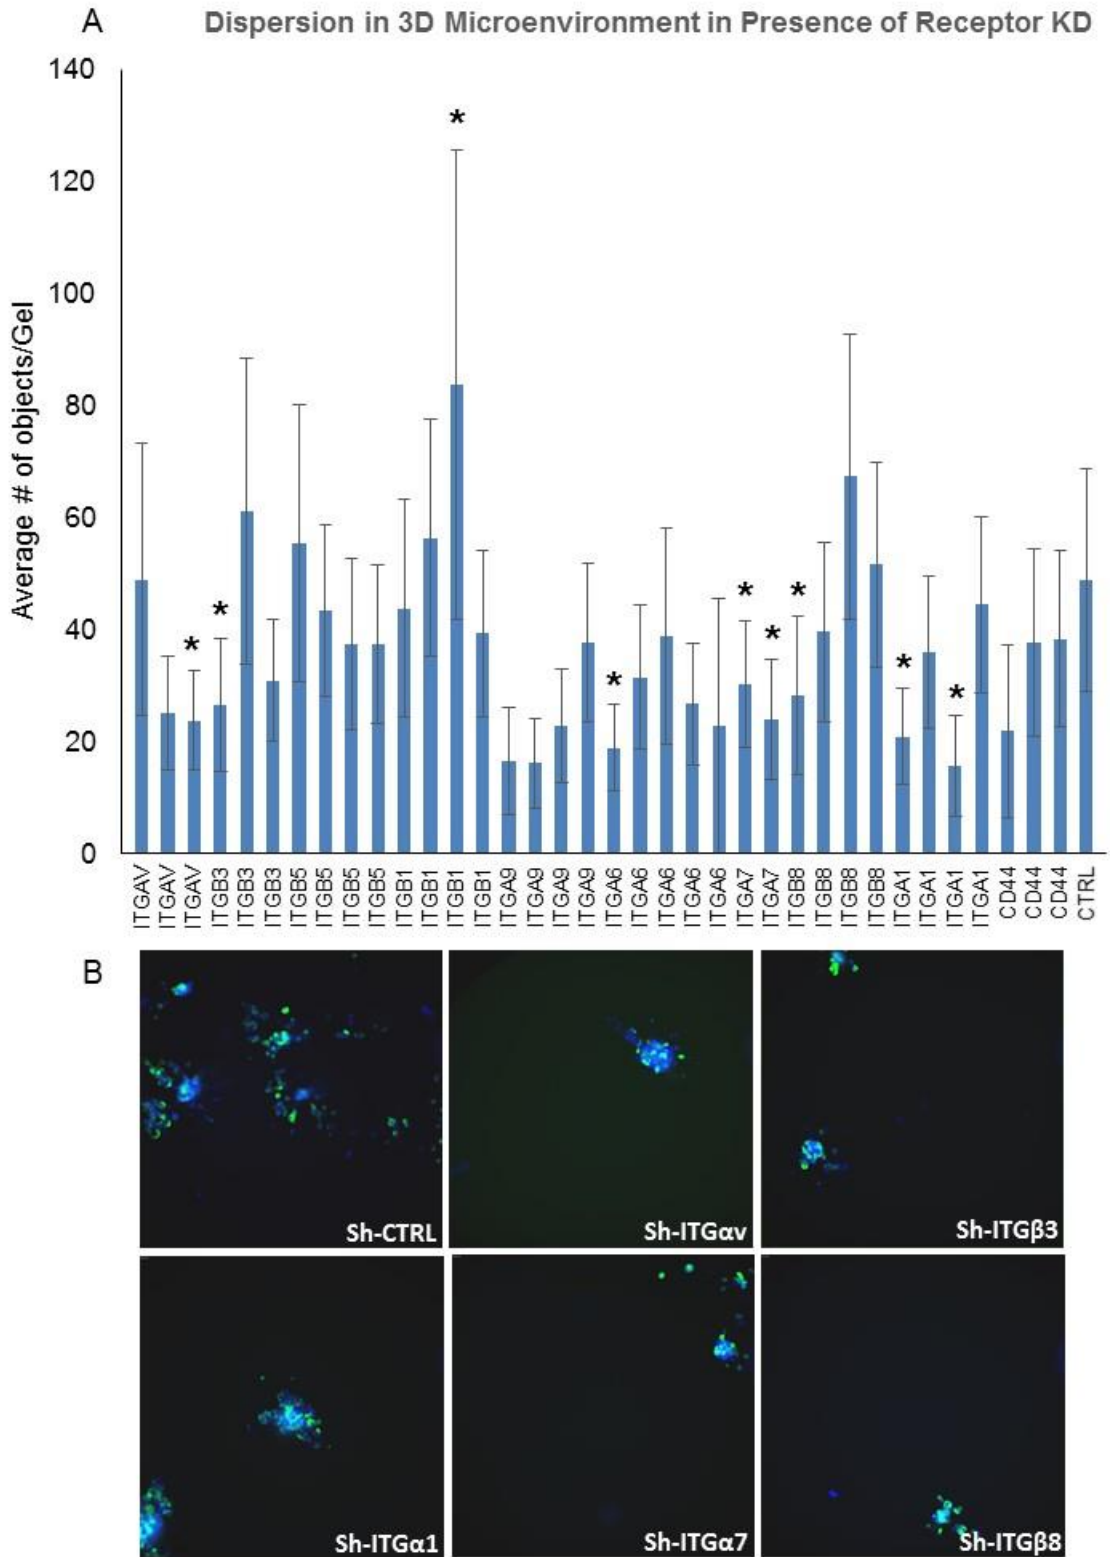 A
Dispersion in 3D Microenvironment in Presence of Receptor KD
Average # of objects/Gel
140
120
100
80
60
40
20
0
*
*
*
*
*
*
*
*
*
ITGAV
ITGAV
ITGAV
ITGB3
ITGB3
ITGB3
ITGB5
ITGB5
ITGB5
ITGB5
ITGB1
ITGB1
ITGB1
ITGB1
ITGA9
ITGA9
ITGA9
ITGA9
ITGA6
ITGA6
ITGA6
ITGA6
ITGA6
ITGA7
ITGA7
ITGB8
ITGB8
ITGB8
ITGB8
ITGA1
ITGA1
ITGA1
ITGA1
CD44
CD44
CD44
CTRL
B
Sh-CTRL
Sh-ITGαv
Sh-ITGβ3
Sh-ITGα1
Sh-ITGα7
Sh-ITGβ8